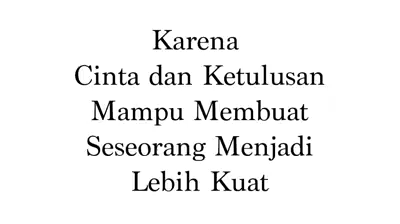 Karena
Cinta dan Ketulusan
Mampu Membuat
Seseorang Menjadi
Lebih Kuat